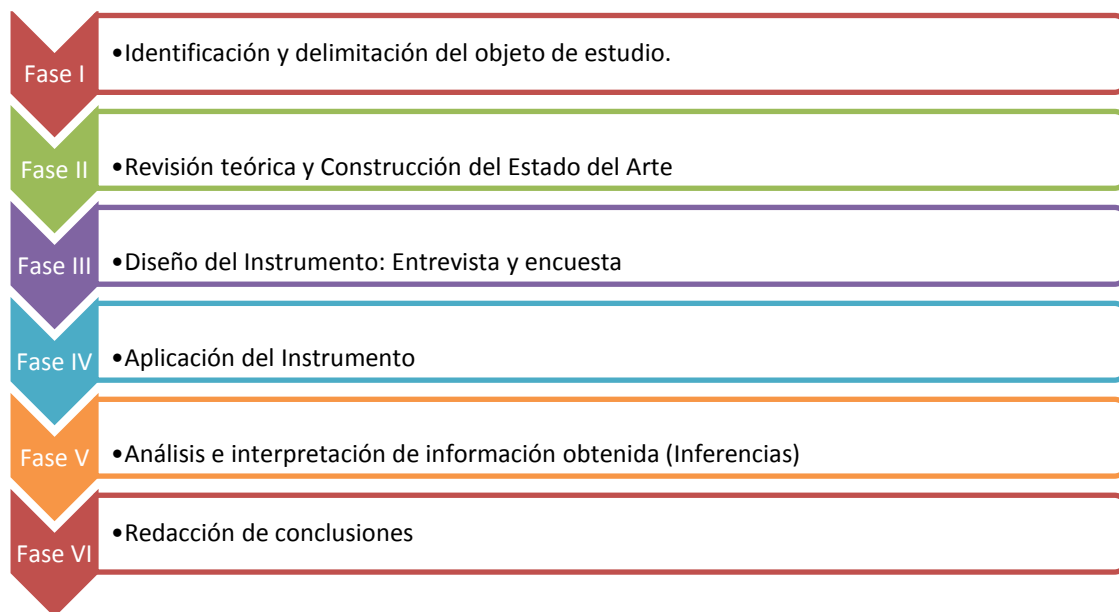 Fase I
•Identificación y delimitación del objeto de estudio.
Fase II
•Revisión teórica y Construcción del Estado del Arte
Fase III
•Diseño del Instrumento: Entrevista y encuesta
Fase IV
•Aplicación del Instrumento
Fase V
•Análisis e interpretación de información obtenida (Inferencias)
Fase VI
•Redacción de conclusiones